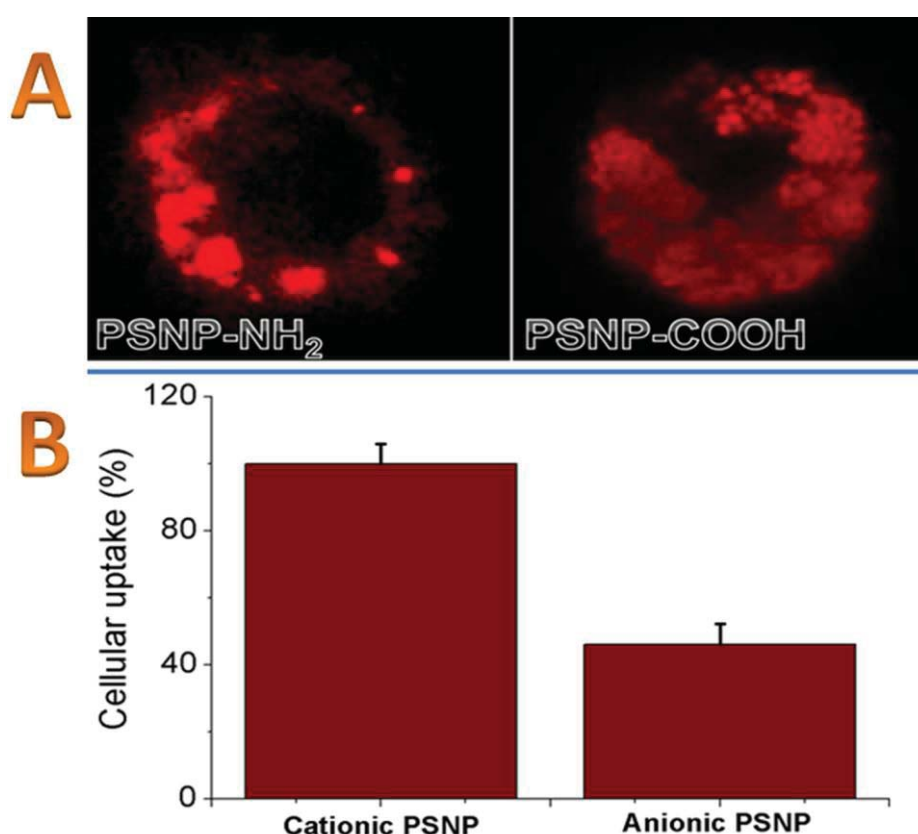 A
PSNP-NH₂
PSNP-COOH
B
Cellular uptake (%)
120
80
40
0
Cationic PSNP
Anionic PSNP